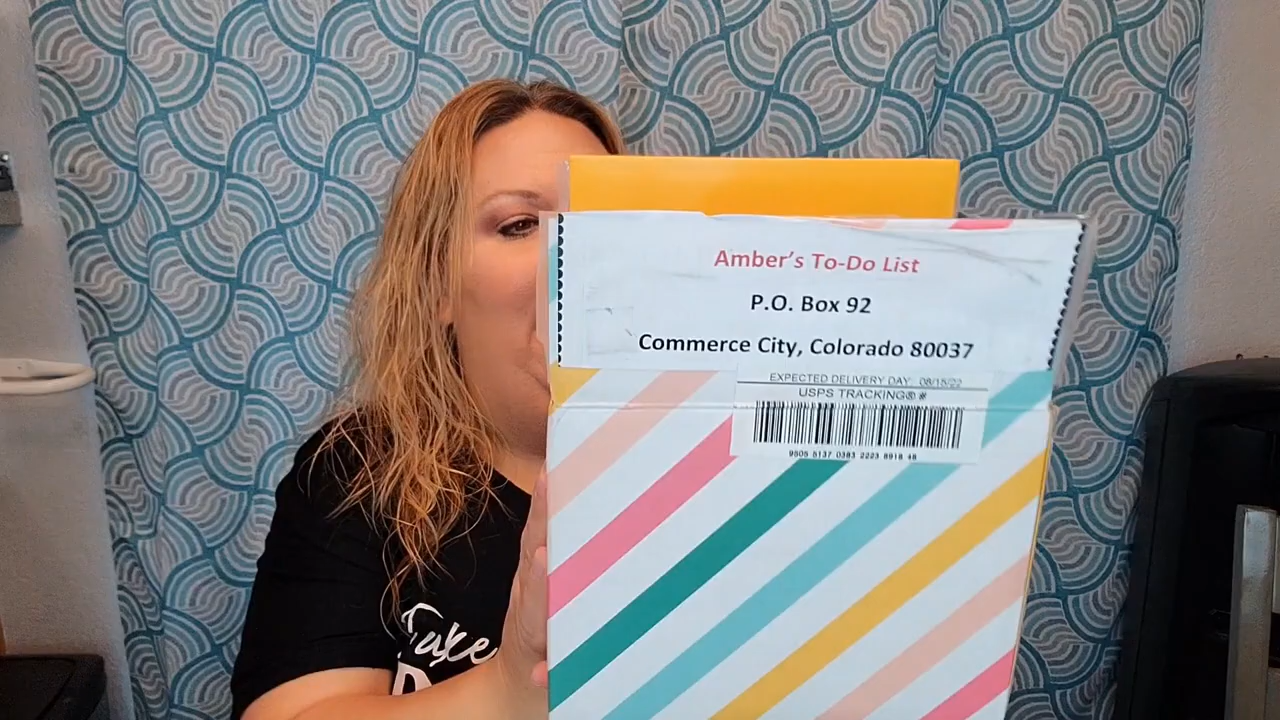 Amber's To-Do List
P.O. Box 92
Commerce City, Colorado 80037
EXPECTED DELIVERY DAY: 08/15/22
USPS TRACKING® #
9505 5137 0383 2223 8918 48